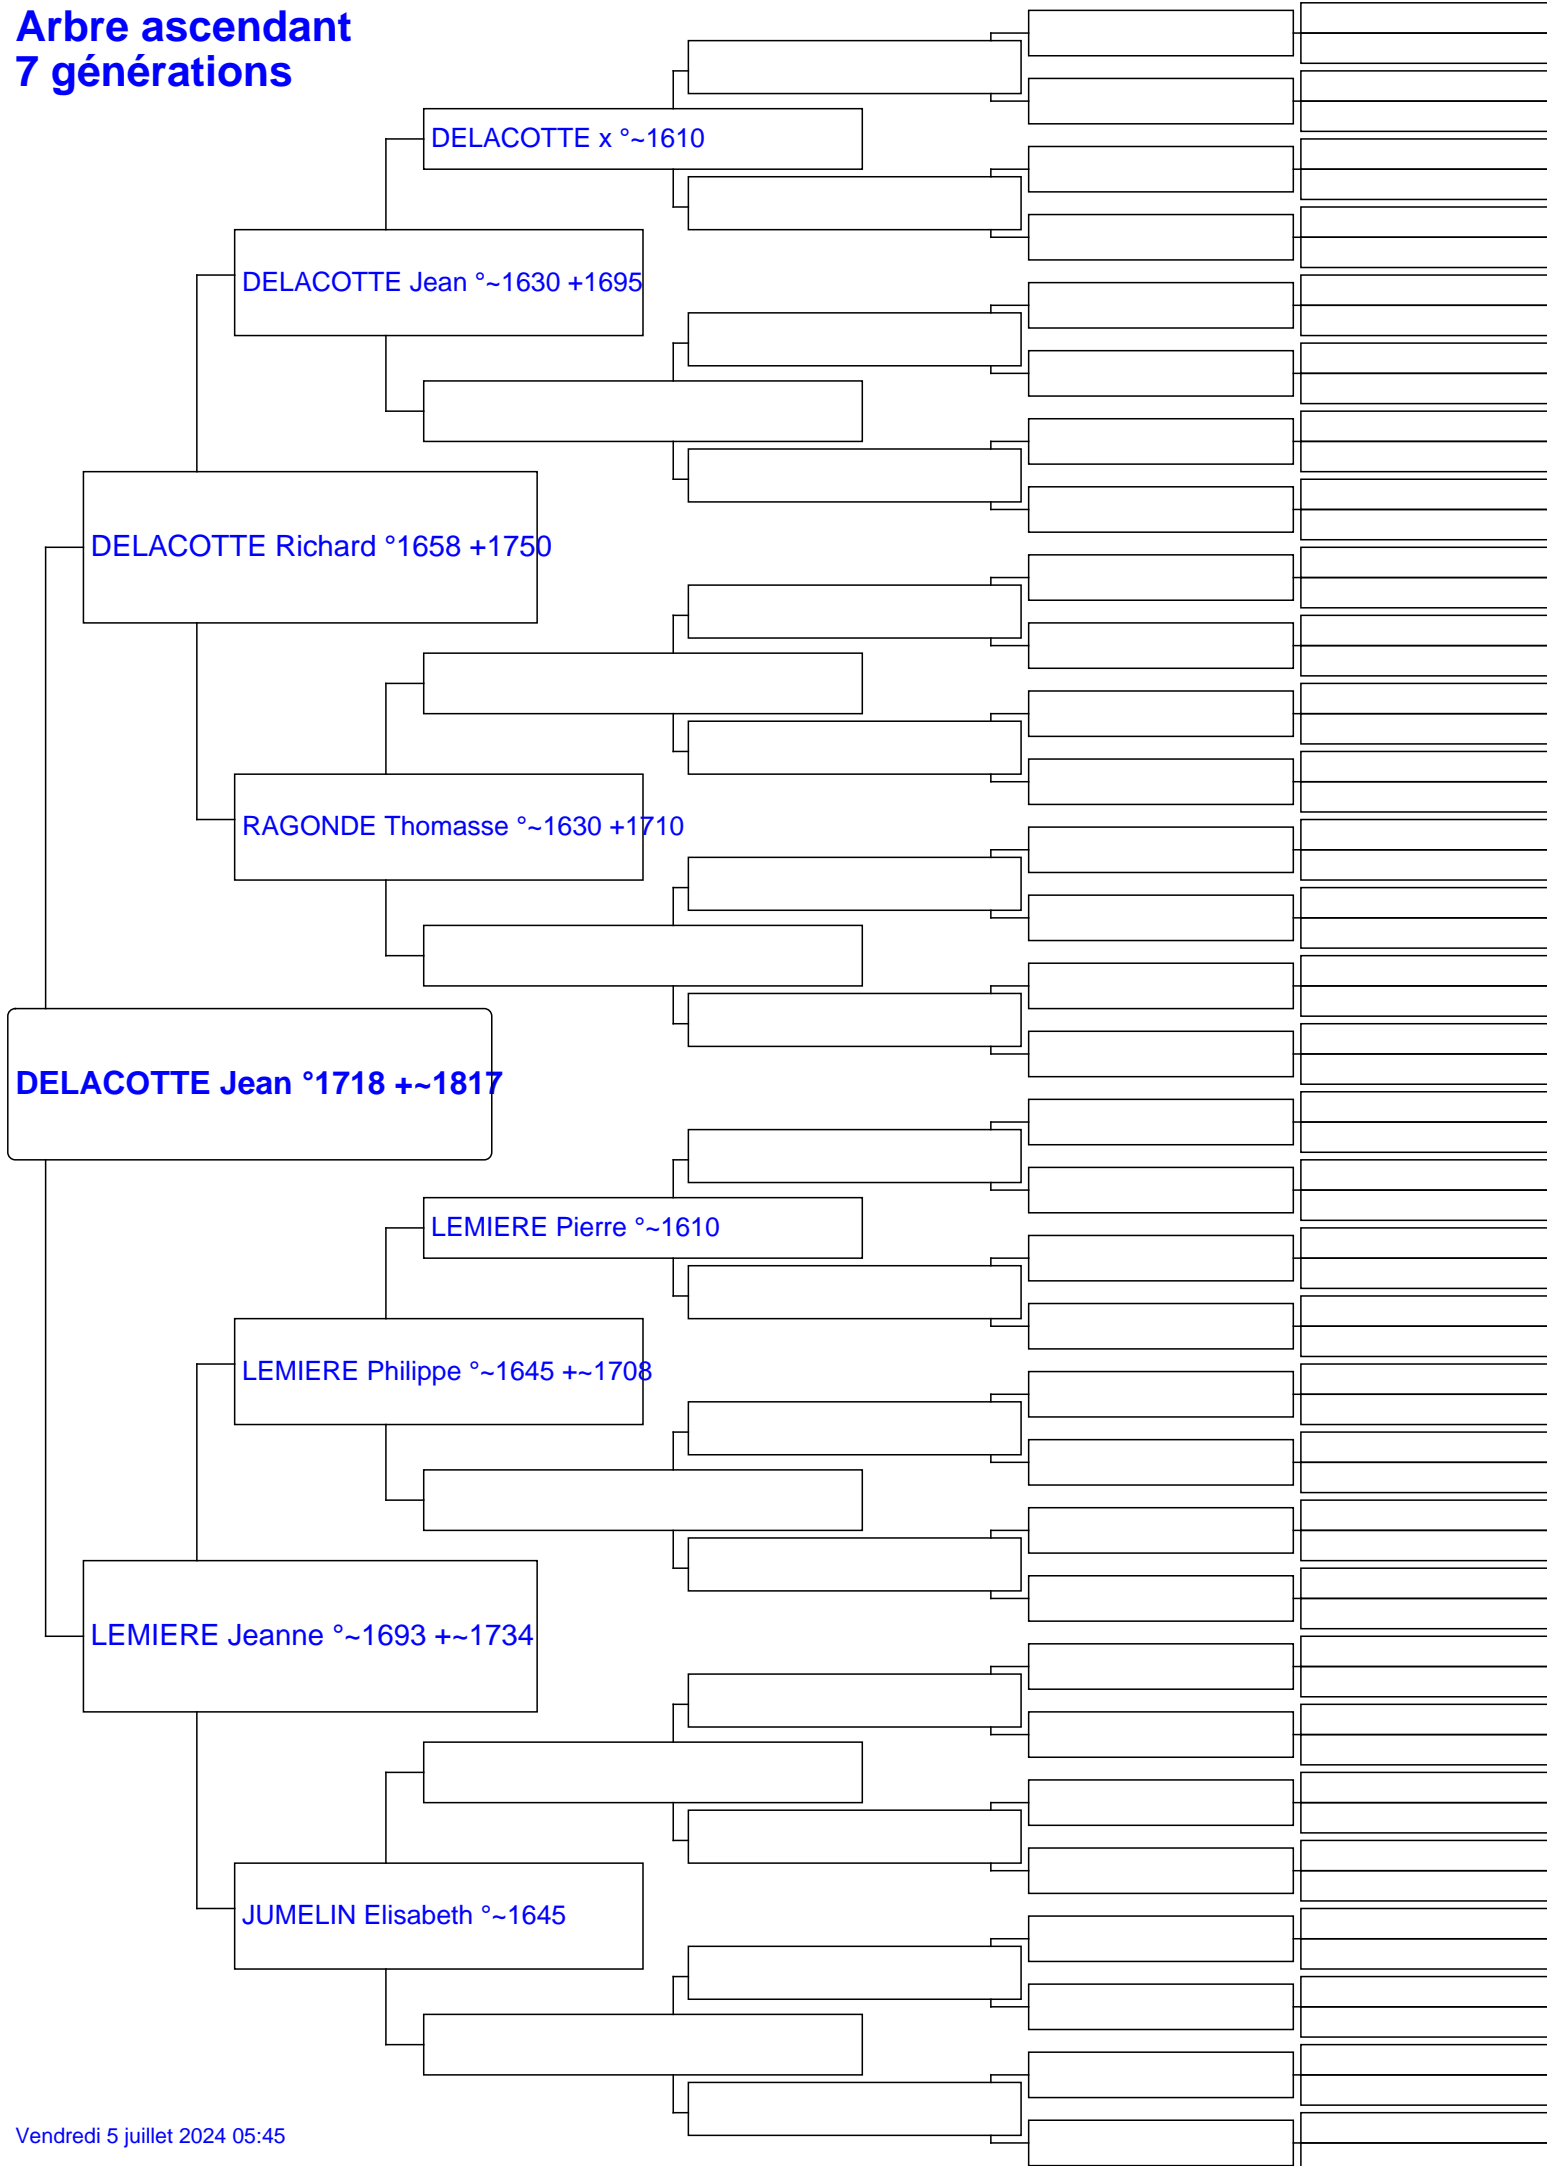 Arbre ascendant
7 générations
DELACOTTE x °~1610
DELACOTTE Jean °~1630 +1695
DELACOTTE Richard °1658 +1750
RAGONDE Thomasse °~1630 +1710
DELACOTTE Jean °1718 +~1817
LEMIERE Pierre °~1610
LEMIERE Philippe °~1645 +~1708
LEMIERE Jeanne °~1693 +~1734
JUMELIN Elisabeth °~1645
Vendredi 5 juillet 2024 05:45